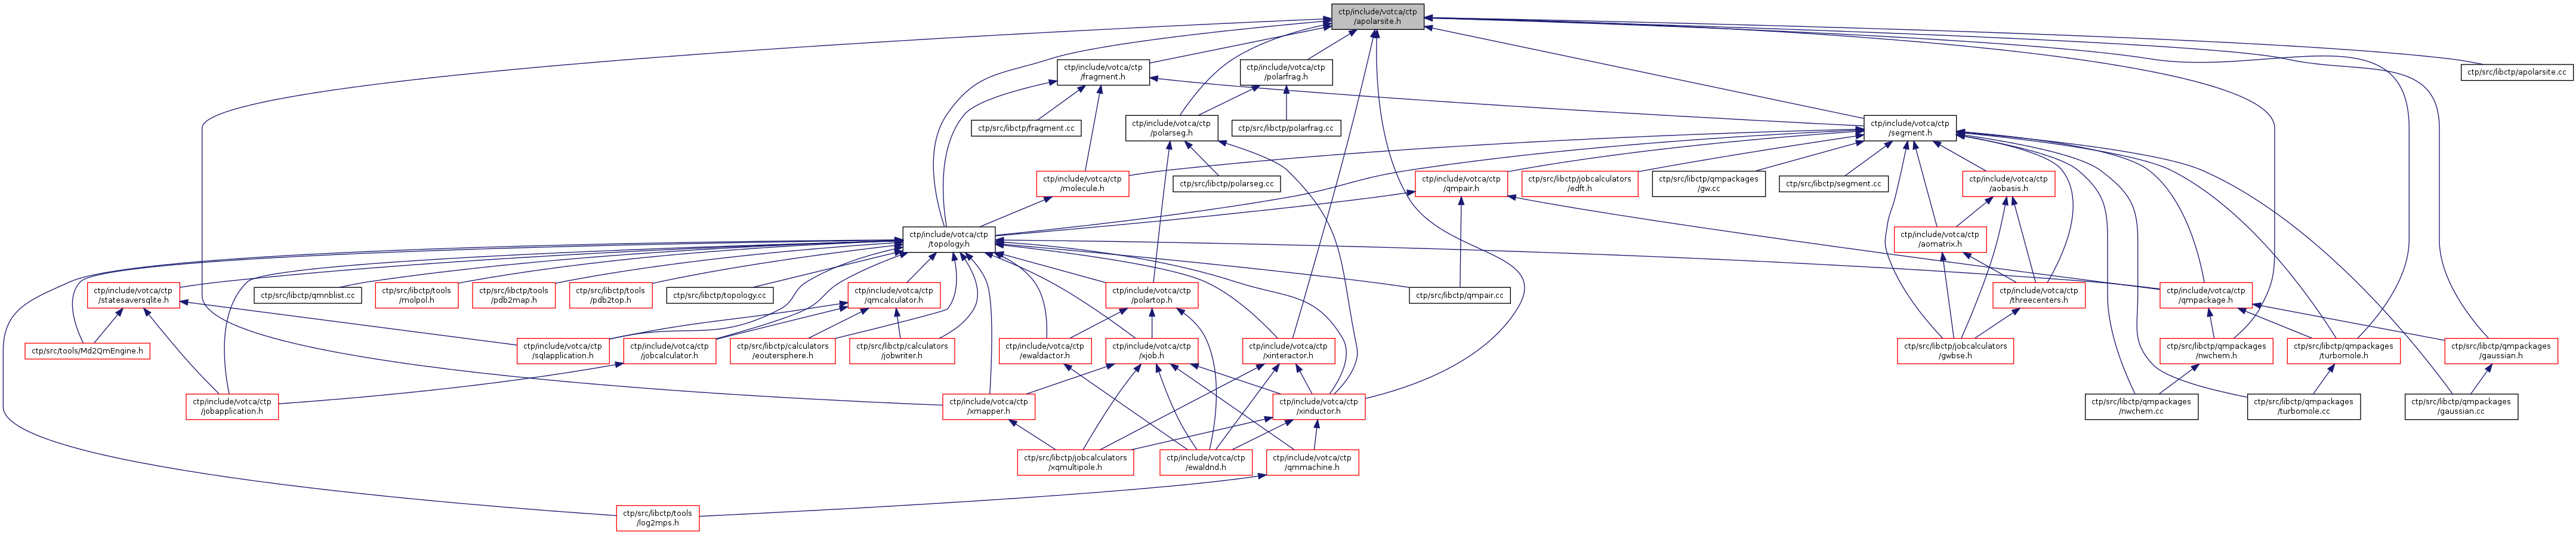 ctp/include/votca/ctp
/apolarsite.h
ctp/include/votca/ctp
/fragment.h
ctp/include/votca/ctp
/polarfrag.h
ctp/src/libctp/apolarsite.cc
ctp/src/libctp/fragment.cc
ctp/include/votca/ctp
/polarseg.h
ctp/src/libctp/polarfrag.cc
ctp/include/votca/ctp
/segment.h
ctp/include/votca/ctp
/molecule.h
ctp/src/libctp/polarseg.cc
ctp/include/votca/ctp
/qmpair.h
ctp/src/libctp/jobcalculators
/edft.h
ctp/src/libctp/qmpackages
/gw.cc
ctp/src/libctp/segment.cc
ctp/include/votca/ctp
/aobasis.h
ctp/include/votca/ctp
/topology.h
ctp/include/votca/ctp
/aomatrix.h
ctp/include/votca/ctp
/statesaversqlite.h
ctp/src/libctp/qmnblist.cc
ctp/src/libctp/tools
/molpol.h
ctp/src/libctp/tools
/pdb2map.h
ctp/src/libctp/tools
/pdb2top.h
ctp/src/libctp/topology.cc
ctp/include/votca/ctp
/qmcalculator.h
ctp/include/votca/ctp
/polartop.h
ctp/src/libctp/qmpair.cc
ctp/include/votca/ctp
/threecenters.h
ctp/include/votca/ctp
/qmpackage.h
ctp/src/tools/Md2QmEngine.h
ctp/include/votca/ctp
/sqlapplication.h
ctp/include/votca/ctp
/jobcalculator.h
ctp/src/libctp/calculators
/eoutersphere.h
ctp/src/libctp/calculators
/jobwriter.h
ctp/include/votca/ctp
/ewaldactor.h
ctp/include/votca/ctp
/xjob.h
ctp/include/votca/ctp
/xinteractor.h
ctp/src/libctp/jobcalculators
/gwbse.h
ctp/src/libctp/qmpackages
/nwchem.h
ctp/src/libctp/qmpackages
/turbomole.h
ctp/src/libctp/qmpackages
/gaussian.h
ctp/include/votca/ctp
/jobapplication.h
ctp/include/votca/ctp
/xmapper.h
ctp/include/votca/ctp
/xinductor.h
ctp/src/libctp/qmpackages
/nwchem.cc
ctp/src/libctp/qmpackages
/turbomole.cc
ctp/src/libctp/qmpackages
/gaussian.cc
ctp/src/libctp/jobcalculators
/xqmultipole.h
ctp/include/votca/ctp
/ewaldnd.h
ctp/include/votca/ctp
/qmmachine.h
ctp/src/libctp/tools
/log2mps.h